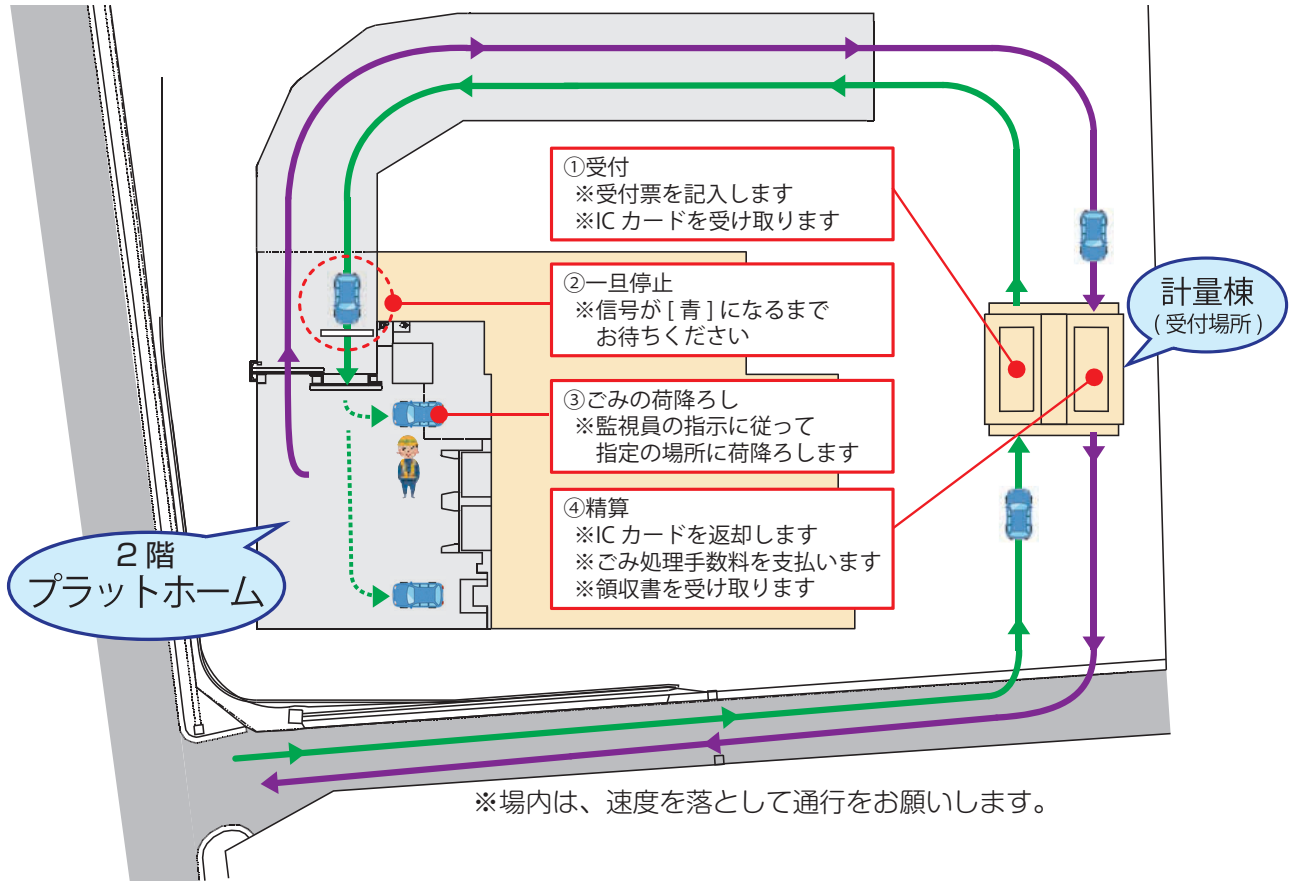 ①受付
※受付票を記入します
※IC カードを受け取ります
②一旦停止
※信号が [ 青 ] になるまで
お待ちください
計量棟
( 受付場所 )
③ごみの荷降ろし
※監視員の指示に従って
指定の場所に荷降ろします
④精算
※IC カードを返却します
※ごみ処理手数料を支払います
※領収書を受け取ります
2 階
プラットホーム
※場内は、速度を落として通行をお願いします。